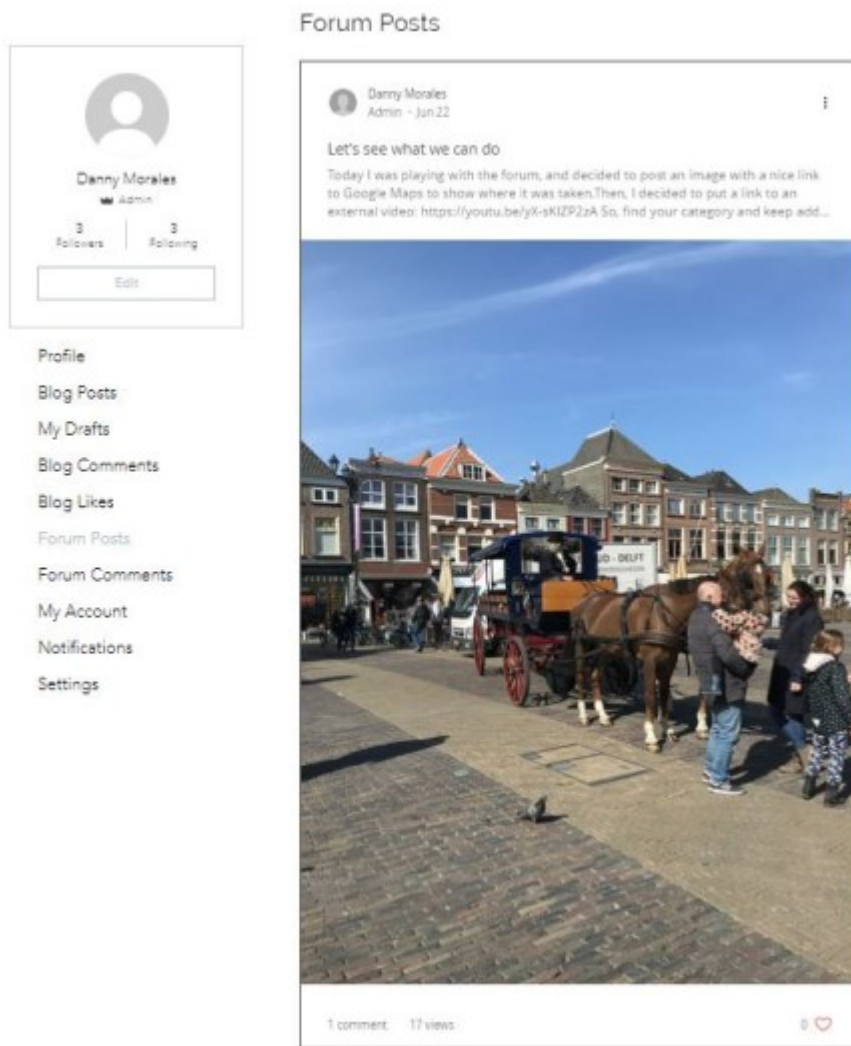 Forum Posts
Danny Morales
Admin
3
Followers
3
Following
Edit
Profile
Blog Posts
My Drafts
Blog Comments
Blog Likes
Forum Posts
Forum Comments
My Account
Notifications
Settings
Danny Morales
Admin - Jun 22
Let's see what we can do
Today I was playing with the forum, and decided to post an image with a nice link
to Google Maps to show where it was taken.Then, I decided to put a link to an
external video: https://youtu.be/yX-sKIZP2zA So, find your category and keep add...
- DELFT
1 comment 17 views
0